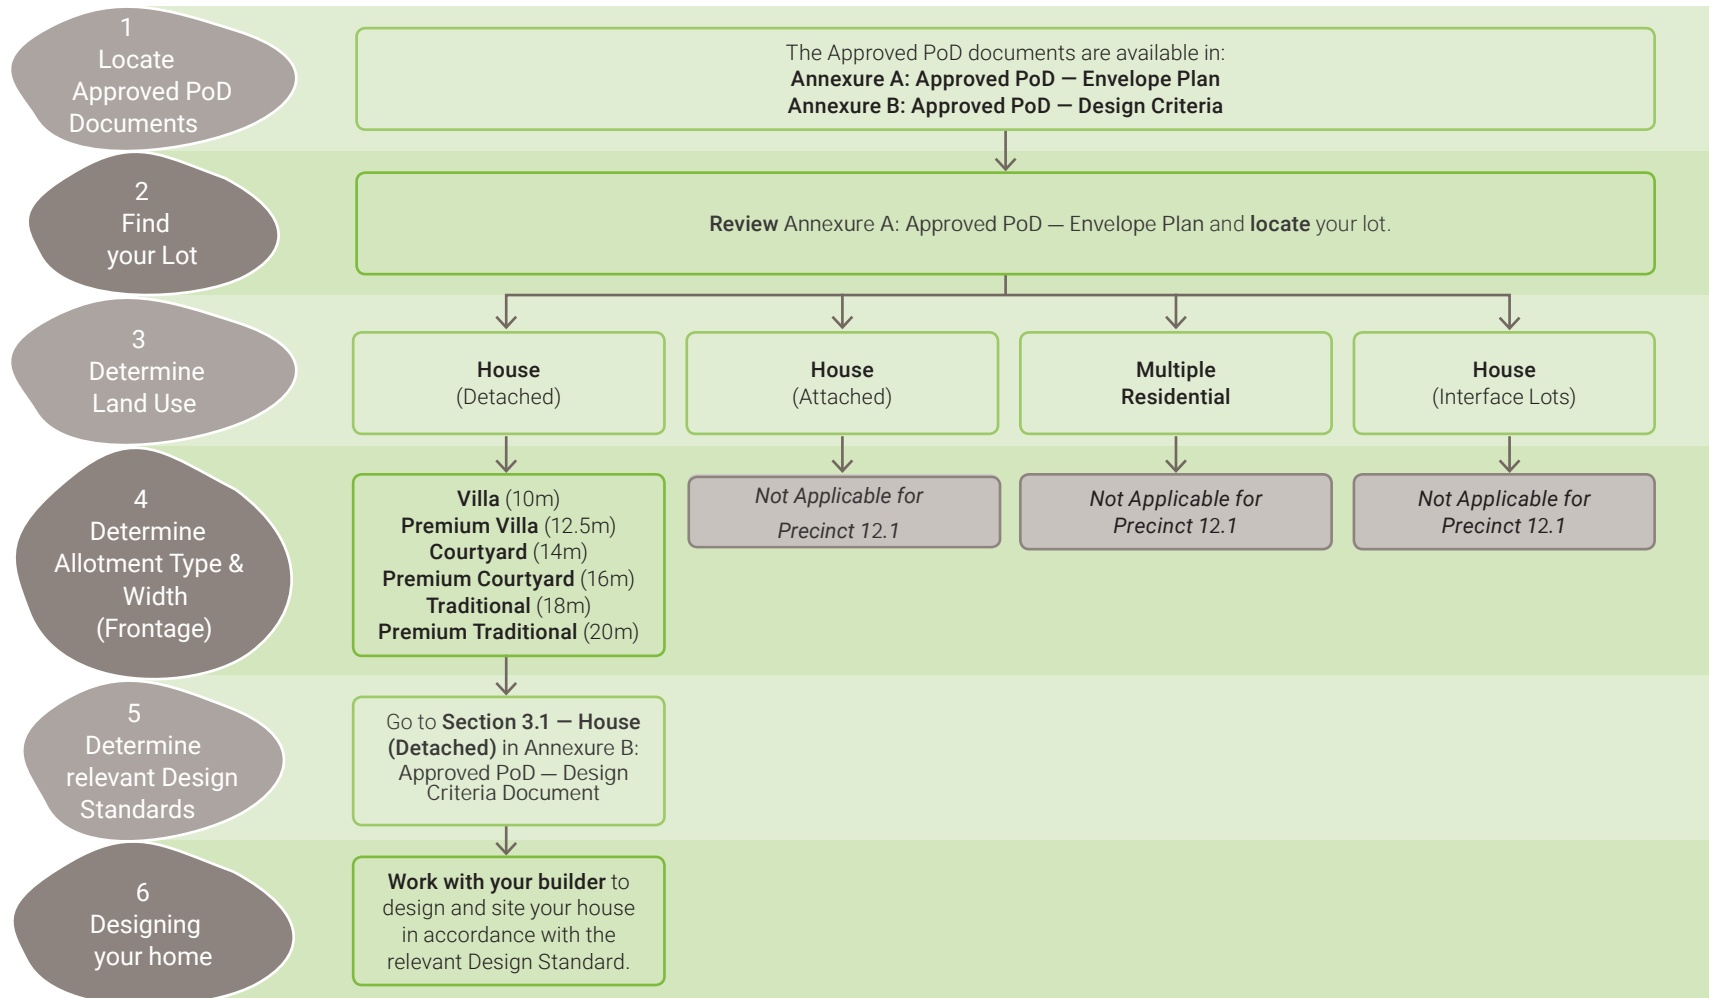 1
Locate
Approved PoD
Documents
The Approved PoD documents are available in:
Annexure A: Approved PoD — Envelope Plan
Annexure B: Approved PoD — Design Criteria
2
Find
your Lot
Review Annexure A: Approved PoD — Envelope Plan and locate your lot.
3
Determine
Land Use
House
(Detached)
House
(Attached)
Multiple
Residential
House
(Interface Lots)
4
Determine
Allotment Type &
Width
(Frontage)
Villa (10m)
Premium Villa (12.5m)
Courtyard (14m)
Premium Courtyard (16m)
Traditional (18m)
Premium Traditional (20m)
Not Applicable for
Precinct 12.1
Not Applicable for
Precinct 12.1
Not Applicable for
Precinct 12.1
5
Determine
relevant Design
Standards
Go to Section 3.1 — House
(Detached) in Annexure B:
Approved PoD — Design
Criteria Document
6
Designing
your home
Work with your builder to
design and site your house
in accordance with the
relevant Design Standard.